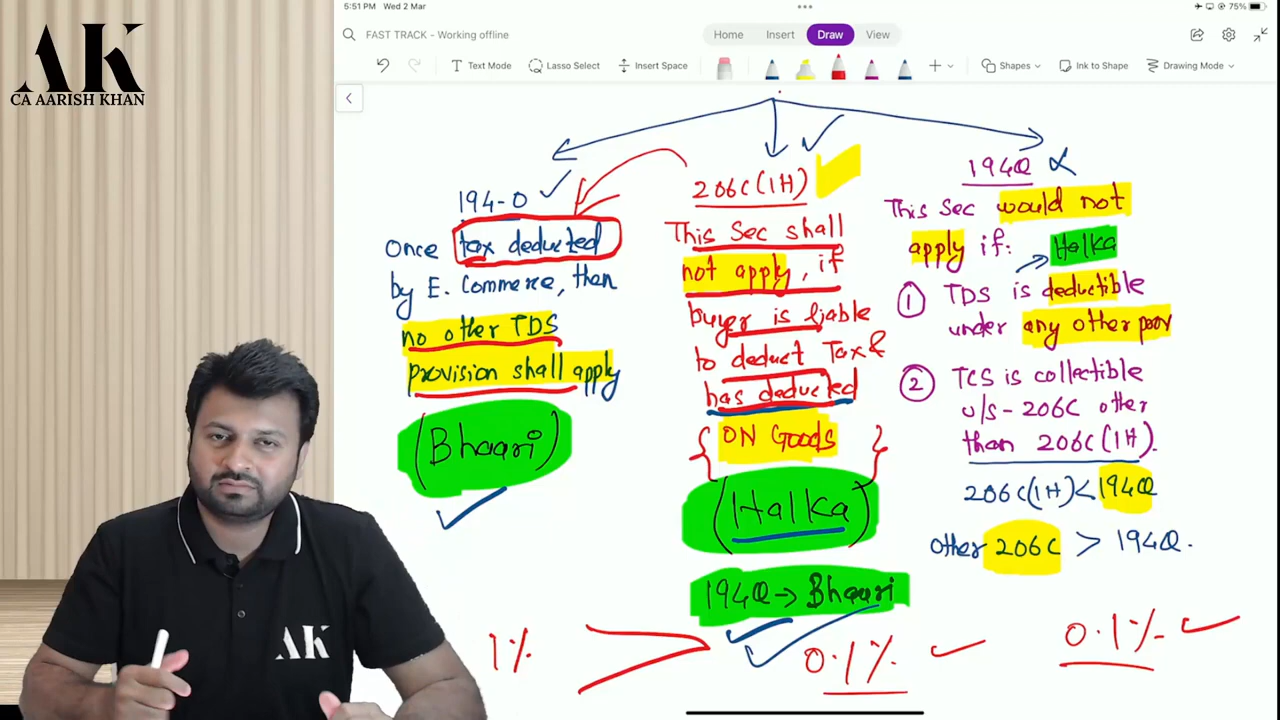 5:51 PM Wed 2 Mar
75%
AK
CA AARISH KHAN
FAST TRACK - Working offline
Home Insert Draw View
Text Mode Lasso Select Insert Space Shapes Ink to Shape Drawing Mode
194-O
Once tax deducted
by E. Commerce, then
no other TDS
provision shall apply
(Bhaari)
1%
206C(1H)
This Sec shall
not apply, if
buyer is liable
to deduct Tax &
has deducted
{ ON GOODS }
(Halka)
194Q → Bhaari
0.1%
194Q
This Sec would not
apply if: Halka
① TDS is deductible
under any other prov
② TCS is collectible
u/s - 206C other
than 206C(1H).
206C(1H) < 194Q
Other 206C > 194Q.
0.1%
AK